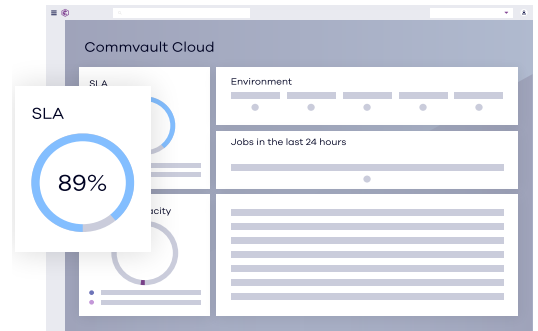 Commvault Cloud
SLA
Environment
SLA
89%
Jobs in the last 24 hours
acity